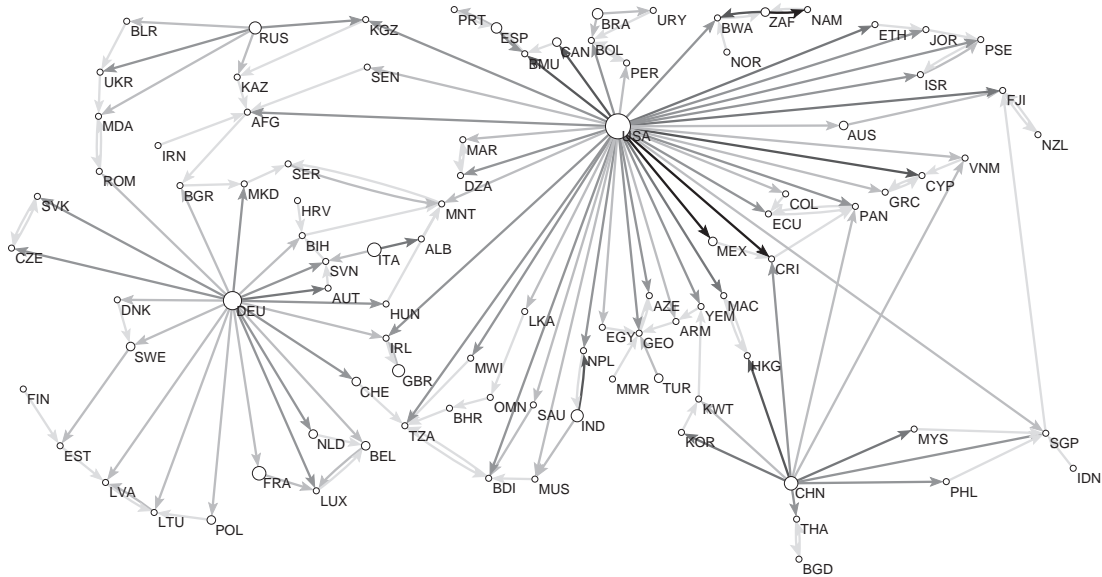 PRT
ESP
BRA
URY
ZAF
NAM
BLR
RUS
KGZ
BWA
ETH
JOR
PSE
BMU
CAN
BOL
NOR
PER
UKR
KAZ
SEN
ISR
FJI
MDA
AFG
USA
AUS
NZL
IRN
MAR
ROM
BGR
MKD
SER
DZA
CYP
VNM
SVK
HRV
MNT
COL
ECU
GRC
PAN
CZE
BIH
ITA
ALB
MEX
CRI
SVN
DNK
DEU
AUT
HUN
LKA
AZE
YEM
MAC
SWE
IRL
EGY
GEO
ARM
GBR
MWI
NPL
HKG
FIN
CHE
MMR
TUR
BHR
OMN
SAU
IND
KWT
EST
NLD
BEL
TZA
KOR
MYS
SGP
LVA
FRA
LUX
BDI
MUS
CHN
PHL
IDN
LTU
POL
THA
BGD